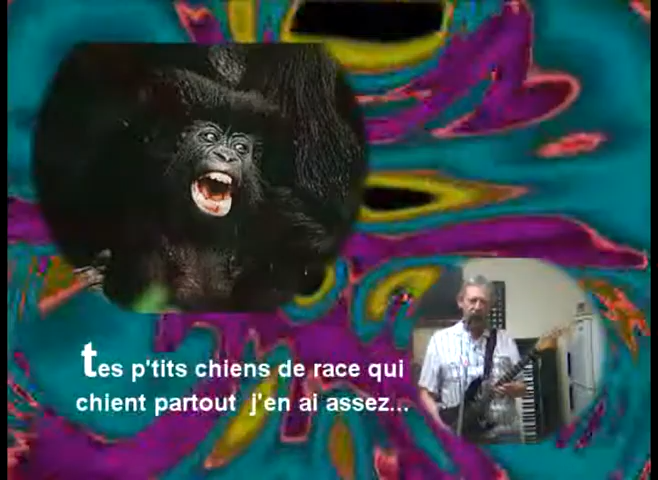 tes p'tits chiens de race qui
chient partout j'en ai assez...